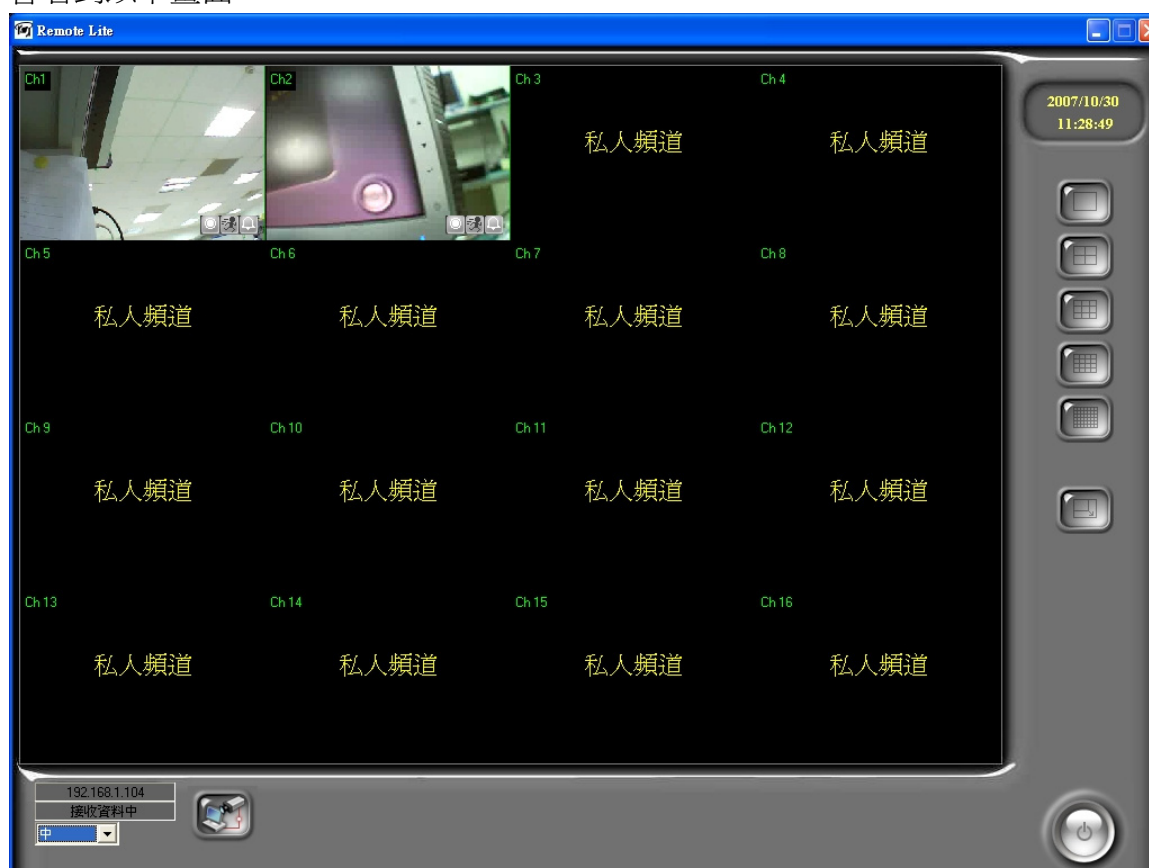 Remote Lite
Ch1 Ch2 Ch 3 Ch 4
2007/10/30
11:28:49
私人頻道 私人頻道
Ch 5 Ch 6 Ch 7 Ch 8
私人頻道 私人頻道 私人頻道 私人頻道
Ch 9 Ch 10 Ch 11 Ch 12
私人頻道 私人頻道 私人頻道 私人頻道
Ch 13 Ch 14 Ch 15 Ch 16
私人頻道 私人頻道 私人頻道 私人頻道
192.168.1.104
接收資料中
中